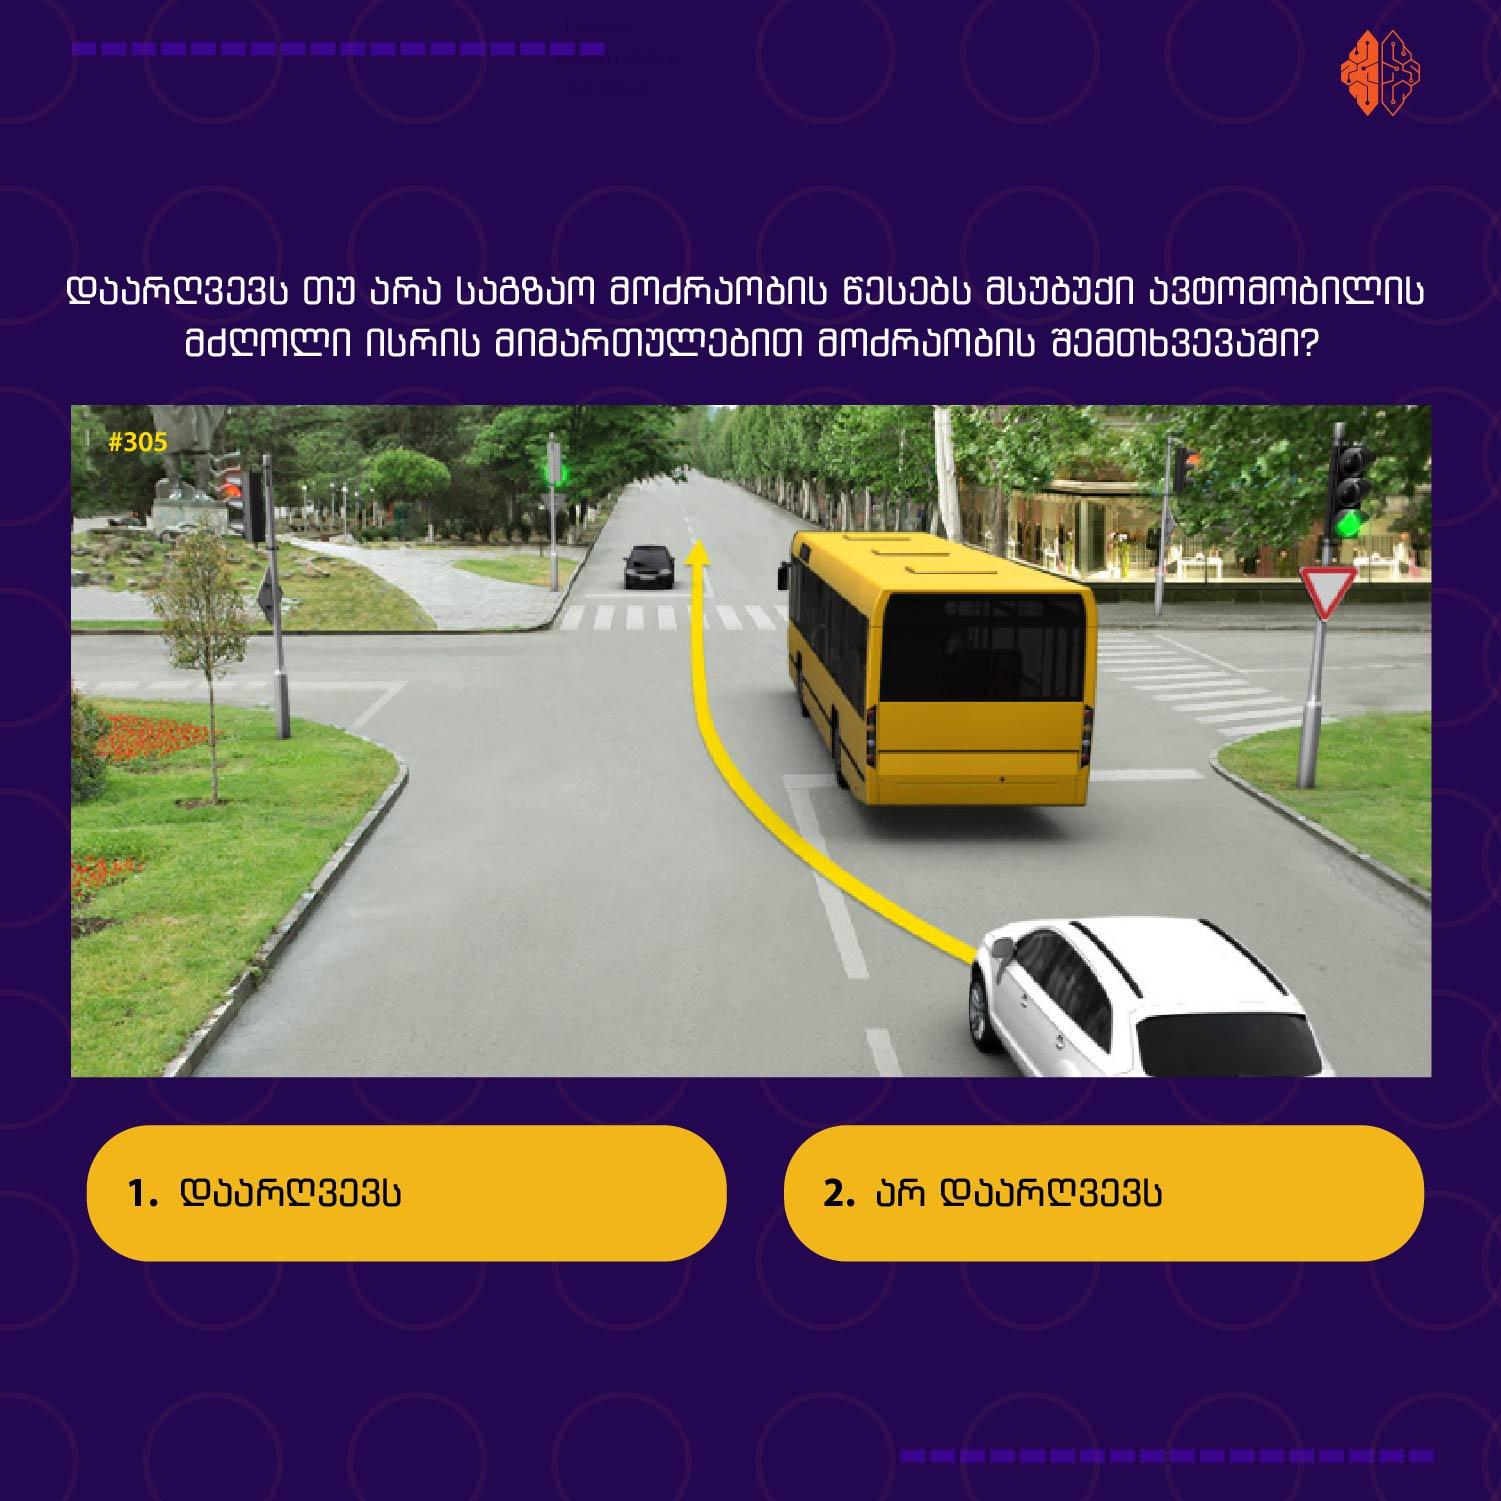 დაარღვევს თუ არა საგზაო მოძრაობის წესებს მსუბუქი ავტომობილის
მძღოლი ისრის მიმართულებით მოძრაობის შემთხვევაში?
#305
1. დაარღვევს
2. არ დაარღვევს